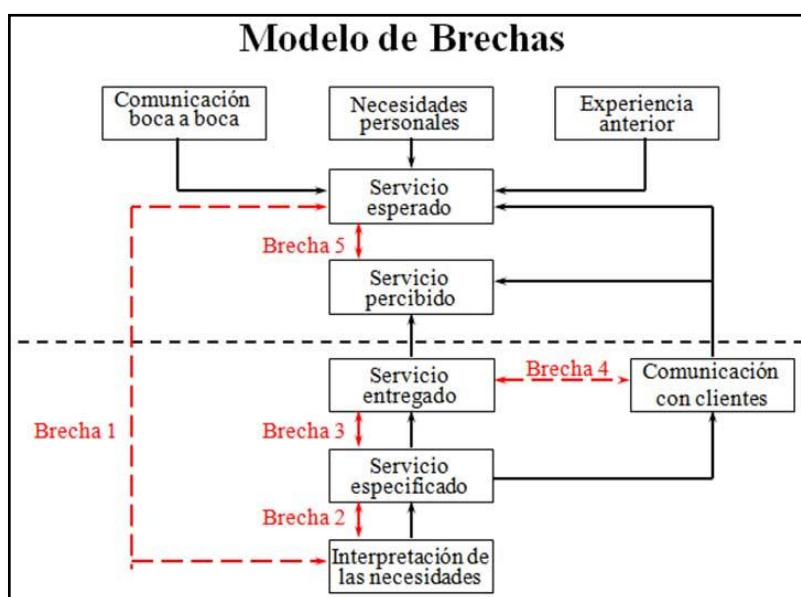 Modelo de Brechas
Comunicación
boca a boca
Necesidades
personales
Experiencia
anterior
Servicio
esperado
Brecha 5
Servicio
percibido
Servicio
entregado
Brecha 4
Comunicación
con clientes
Brecha 1
Brecha 3
Servicio
especificado
Brecha 2
Interpretación de
las necesidades